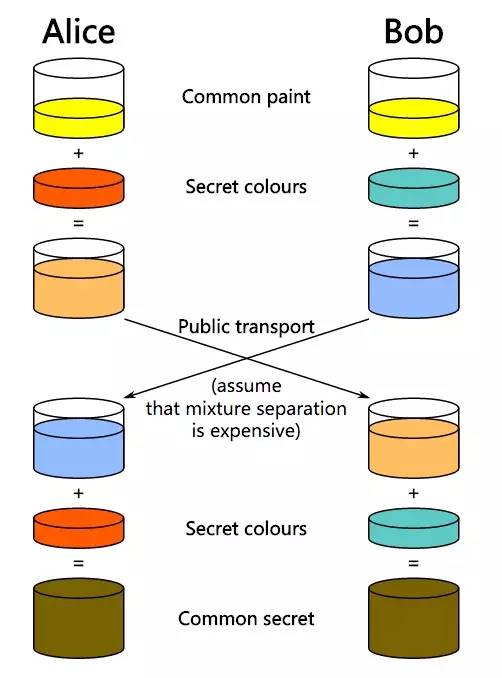 Alice
Bob
Common paint
+
+
Secret colours
=
=
Public transport
(assume
that mixture separation
is expensive)
+
+
Secret colours
=
=
Common secret